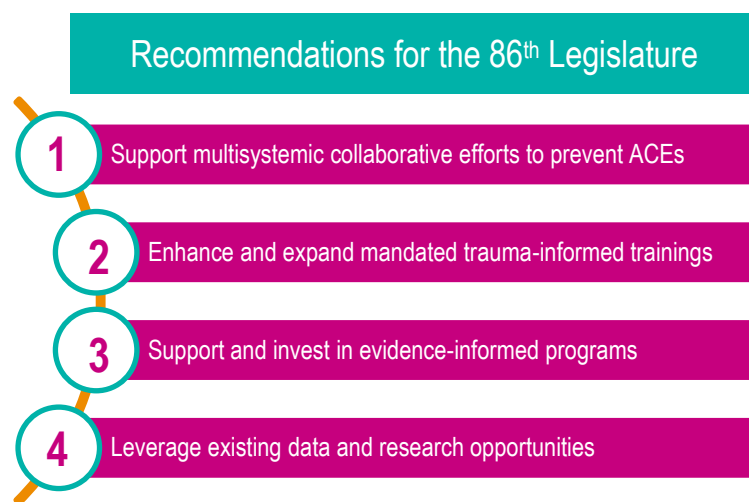 Recommendations for the 86th Legislature
1 Support multisystemic collaborative efforts to prevent ACEs
2 Enhance and expand mandated trauma-informed trainings
3 Support and invest in evidence-informed programs
4 Leverage existing data and research opportunities